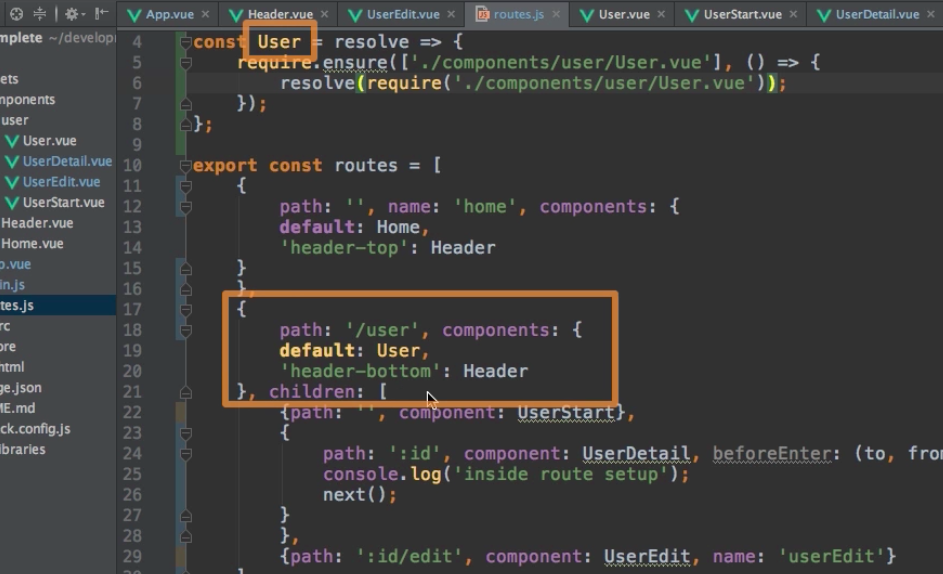 App.vue × Header.vue × UserEdit.vue × routes.js × User.vue × UserStart.vue × UserDetail.vue ×
mplete ~/develop
ets
mponents
user
User.vue
UserDetail.vue
UserEdit.vue
UserStart.vue
Header.vue
Home.vue
p.vue
in.js
tes.js
rc
ore
html
ge.json
ME.md
ck.config.js
ibraries
4 const User = resolve => {
5 require.ensure(['./components/user/User.vue'], () => {
6 resolve(require('./components/user/User.vue'));
7 });
8 };
9
10 export const routes = [
11 {
12 path: '', name: 'home', components: {
13 default: Home,
14 'header-top': Header
15 }
16 },
17 {
18 path: '/user', components: {
19 default: User,
20 'header-bottom': Header
21 }, children: [
22 {path: '', component: UserStart},
23 {
24 path: ':id', component: UserDetail, beforeEnter: (to, from
25 console.log('inside route setup');
26 next();
27 }
28 },
29 {path: ':id/edit', component: UserEdit, name: 'userEdit'}